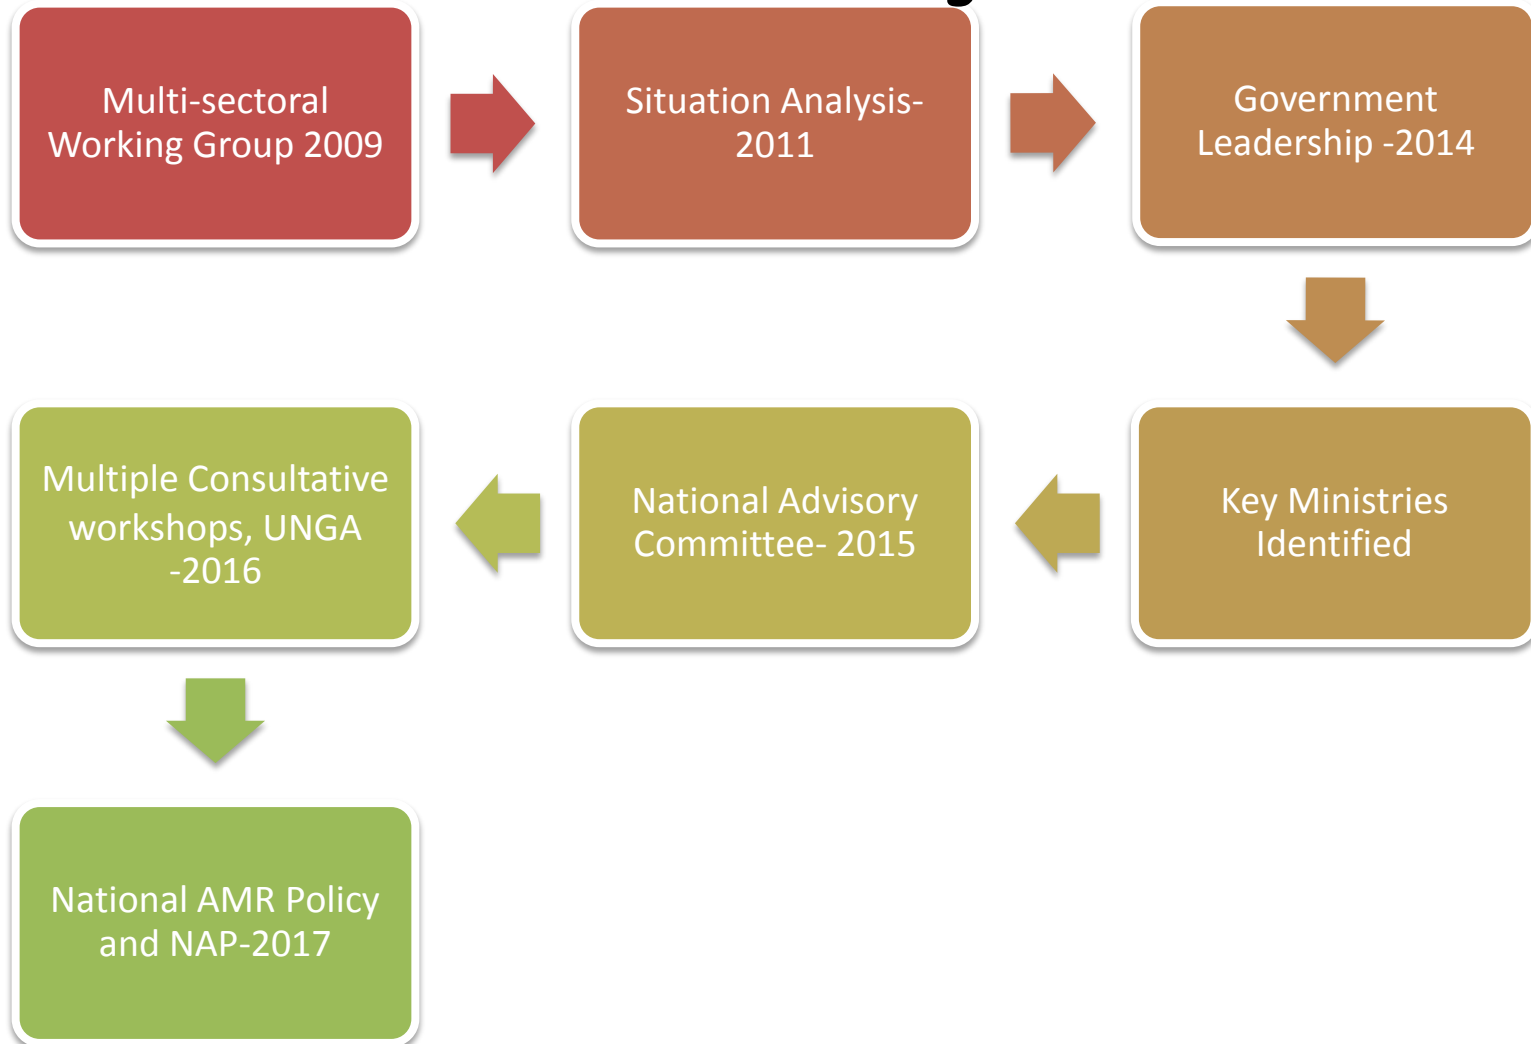 Multi-sectoral
Working Group 2009
Situation Analysis-
2011
Government
Leadership -2014
Key Ministries
Identified
National Advisory
Committee- 2015
Multiple Consultative
workshops, UNGA
-2016
National AMR Policy
and NAP-2017